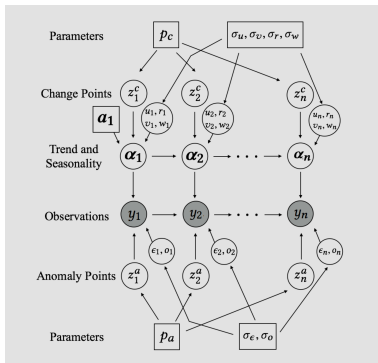 Parameters p_c σ_u, σ_v, σ_r, σ_w
Change Points z_1^c z_2^c z_n^c
a_1 u_1, r_1 v_1, w_1 u_2, r_2 v_2, w_2 u_n, r_n v_n, w_n
Trend and Seasonality α_1 α_2 · · · · α_n
Observations y_1 y_2 · · · · y_n
ϵ_1, o_1 ϵ_2, o_2 ϵ_n, o_n
Anomaly Points z_1^a z_2^a z_n^a
Parameters p_a σ_ϵ, σ_o